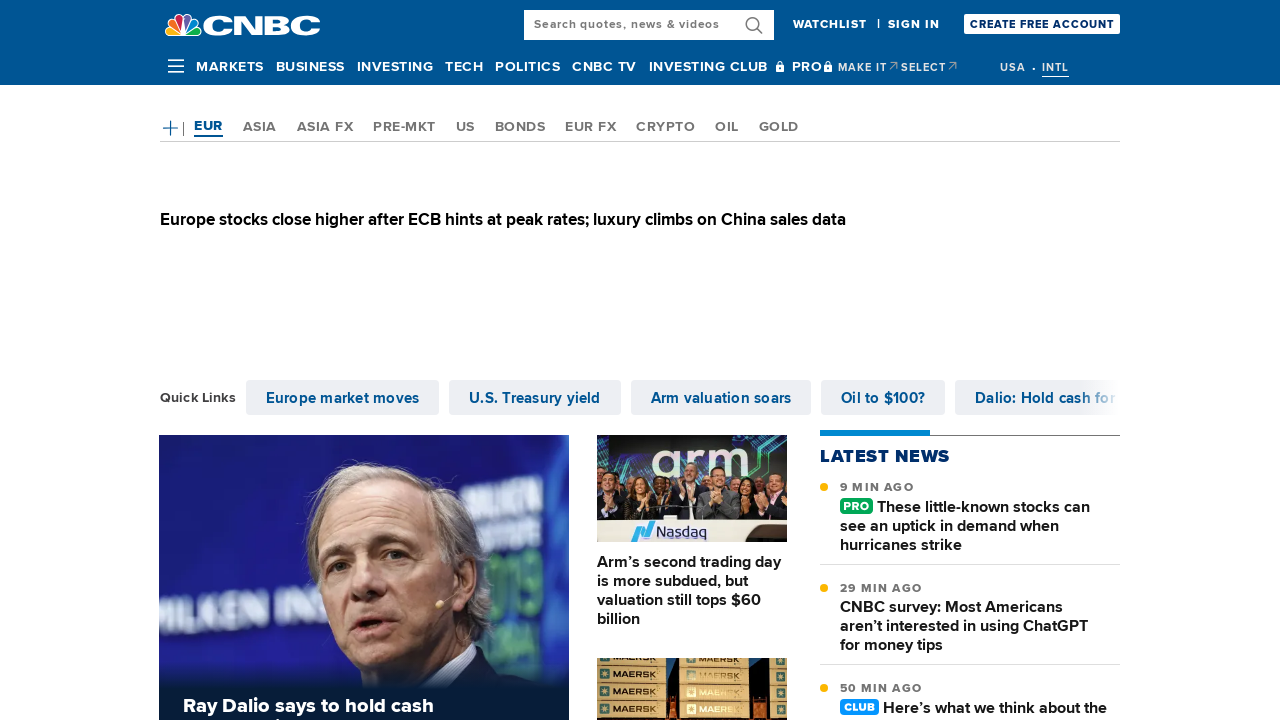 CNBC
Search quotes, news & videos
WATCHLIST | SIGN IN
CREATE FREE ACCOUNT
MARKETS BUSINESS INVESTING TECH POLITICS CNBC TV INVESTING CLUB PRO MAKE IT SELECT USA • INTL
EUR ASIA ASIA FX PRE-MKT US BONDS EUR FX CRYPTO OIL GOLD
Europe stocks close higher after ECB hints at peak rates; luxury climbs on China sales data
Quick Links Europe market moves U.S. Treasury yield Arm valuation soars Oil to $100? Dalio: Hold cash for
MILKEN INS
Ray Dalio says to hold cash
arm
Nasdaq
Arm’s second trading day
is more subdued, but
valuation still tops $60
billion
MAERSK
MAERSK
MAERSK
MAERSK
LATEST NEWS
9 MIN AGO
PRO These little-known stocks can
see an uptick in demand when
hurricanes strike
29 MIN AGO
CNBC survey: Most Americans
aren’t interested in using ChatGPT
for money tips
50 MIN AGO
CLUB Here’s what we think about the